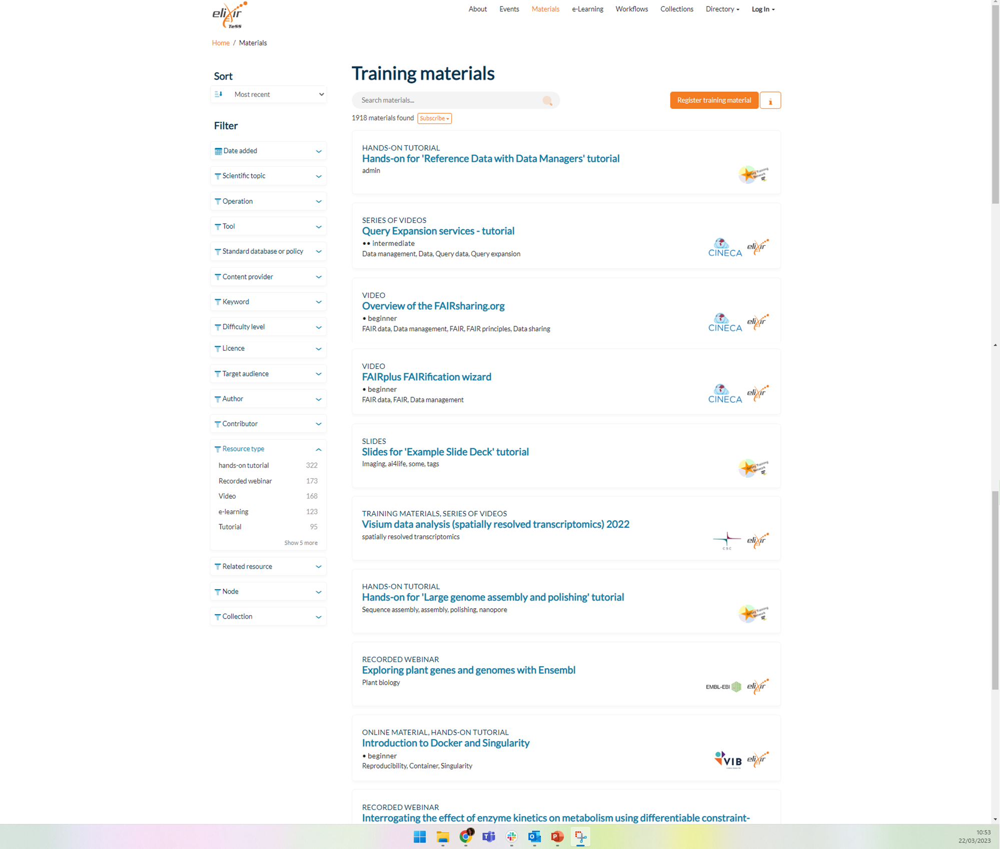 elixir
TeSS
About Events Materials e-Learning Workflows Collections Directory Log In
Home / Materials
Sort
Most recent
Filter
Date added
Scientific topic
Operation
Tool
Standard database or policy
Content provider
Keyword
Difficulty level
Licence
Target audience
Author
Contributor
Resource type
hands-on tutorial 322
Recorded webinar 173
Video 168
e-learning 123
Tutorial 95
Show 5 more
Related resource
Node
Collection
Training materials
Search materials...
Register training material
i
1918 materials found Subscribe
HANDS-ON TUTORIAL
Hands-on for 'Reference Data with Data Managers' tutorial
admin
Galaxy Training
Network
SERIES OF VIDEOS
Query Expansion services - tutorial
•• intermediate
Data management, Data, Query data, Query expansion
CINECA elixir
VIDEO
Overview of the FAIRsharing.org
• beginner
FAIR data, Data management, FAIR, FAIR principles, Data sharing
CINECA elixir
VIDEO
FAIRplus FAIRification wizard
• beginner
FAIR data, FAIR, Data management
CINECA elixir
SLIDES
Slides for 'Example Slide Deck' tutorial
Imaging, ai4life, some, tags
Galaxy Training
Network
TRAINING MATERIALS, SERIES OF VIDEOS
Visium data analysis (spatially resolved transcriptomics) 2022
spatially resolved transcriptomics
CSC elixir
HANDS-ON TUTORIAL
Hands-on for 'Large genome assembly and polishing' tutorial
Sequence assembly, assembly, polishing, nanopore
Galaxy Training
Network
RECORDED WEBINAR
Exploring plant genes and genomes with Ensembl
Plant biology
EMBL-EBI elixir
ONLINE MATERIAL, HANDS-ON TUTORIAL
Introduction to Docker and Singularity
• beginner
Reproducibility, Container, Singularity
VIB elixir
RECORDED WEBINAR
Interrogating the effect of enzyme kinetics on metabolism using differentiable constraint-
10:53
22/03/2023